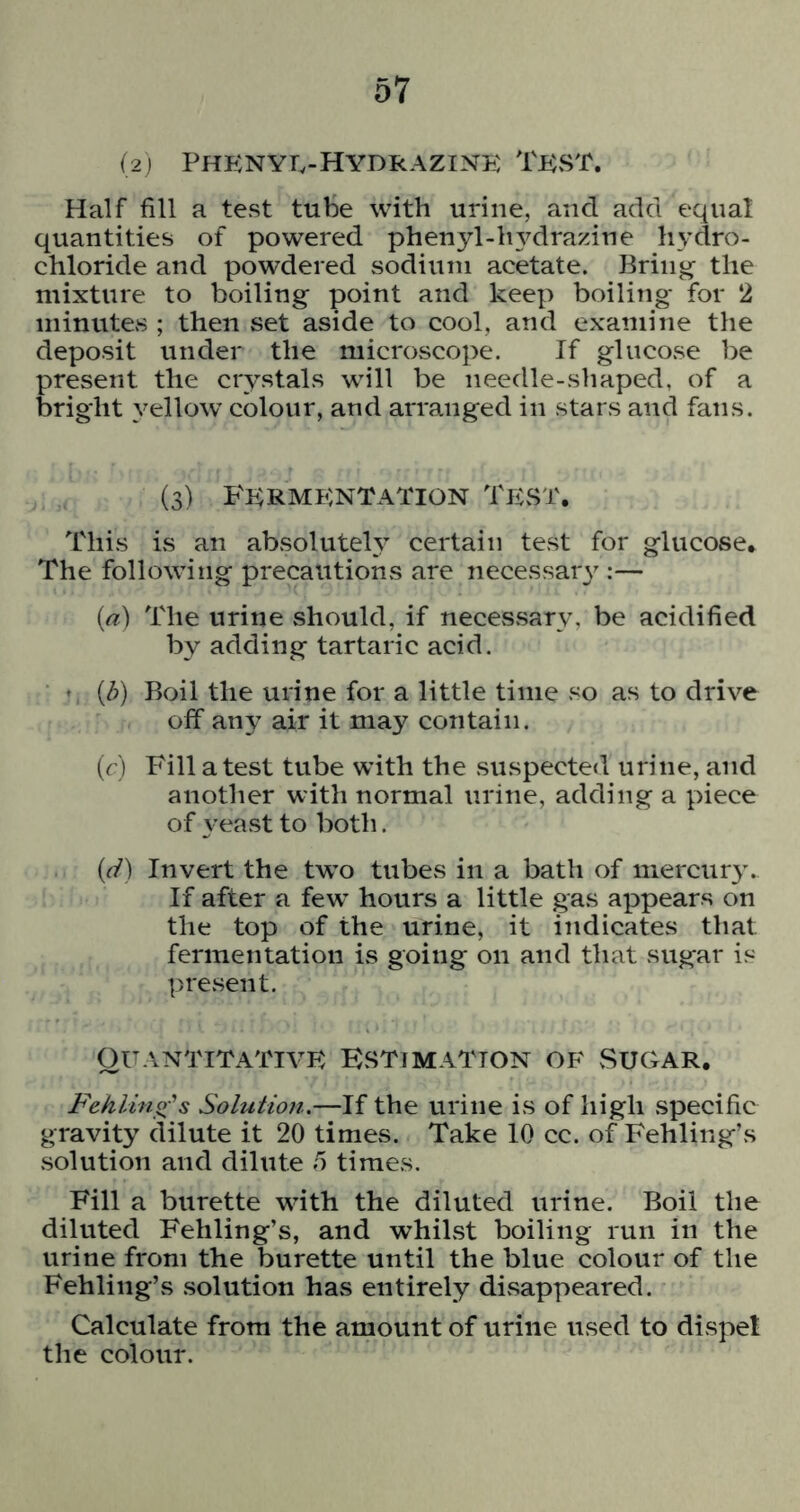 57
(2) PHENYL-HYDRAZINE TEST.
Half fill a test tube with urine, and add equal
quantities of powered phenyl-hydrazine hydro-
chloride and powdered sodium acetate. Bring the
mixture to boiling point and keep boiling for 2
minutes ; then set aside to cool, and examine the
deposit under the microscope. If glucose be
present the crystals will be needle-shaped, of a
bright yellow colour, and arranged in stars and fans.
(3) FERMENTATION TEST.
This is an absolutely certain test for glucose.
The following precautions are necessary :—
(a) The urine should, if necessary, be acidified
by adding tartaric acid.
(b) Boil the urine for a little time so as to drive
off any air it may contain.
(c) Fill a test tube with the suspected urine, and
another with normal urine, adding a piece
of yeast to both.
(d) Invert the two tubes in a bath of mercury.
If after a few hours a little gas appears on
the top of the urine, it indicates that
fermentation is going on and that sugar is
present.
QUANTITATIVE ESTIMATION OF SUGAR.
Fehling's Solution.—If the urine is of high specific
gravity dilute it 20 times. Take 10 cc. of Fehling's
solution and dilute 5 times.
Fill a burette with the diluted urine. Boil the
diluted Fehling's, and whilst boiling run in the
urine from the burette until the blue colour of the
Fehling's solution has entirely disappeared.
Calculate from the amount of urine used to dispel
the colour.